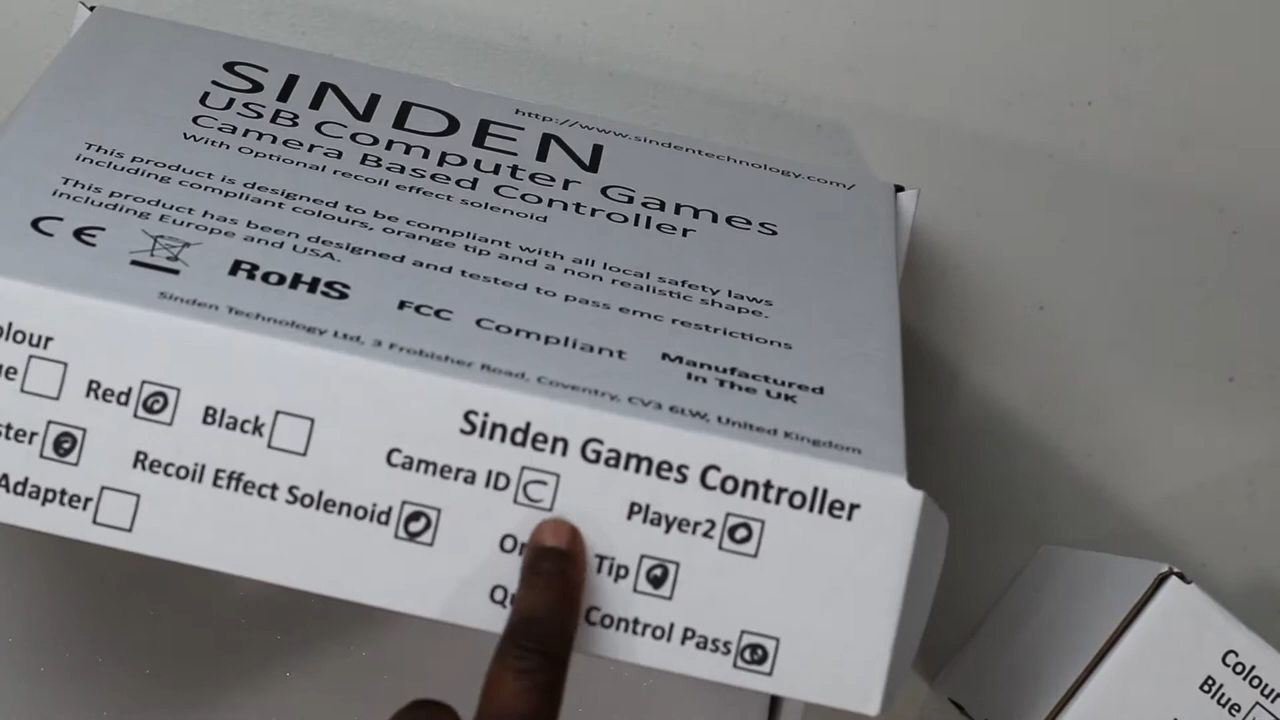 http://www.sindentechnology.com/
SINDEN
USB Computer Games
Camera Based Controller
With Optional recoil effect solenoid
This product is designed to be compliant with all local safety laws
including compliant colours, orange tip and a non realistic shape.
This product has been designed and tested to pass emc restrictions
including Europe and USA.
CE RoHS FCC Compliant Manufactured
In The UK
Sinden Technology Ltd, 3 Frobisher Road, Coventry, CV3 6LW, United Kingdom
Sinden Games Controller
Red Black Camera ID C Player2
Recoil Effect Solenoid Tip
Adapter Control Pass
Colour
Blue